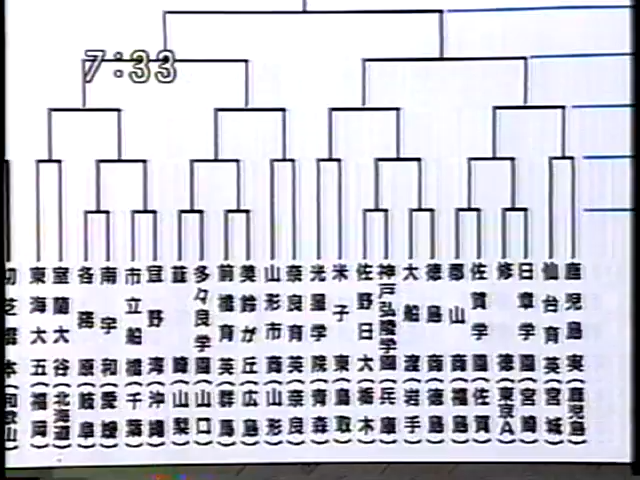 7:33
初芝橋本(和歌山)
東海大五(福岡)
室蘭大谷(北海道)
各務原(岐阜)
南宇和(愛媛)
市立船橋(千葉)
宜野湾(沖縄)
韮崎(山梨)
多々良学園(山口)
前橋育英(群馬)
美鈴が丘(広島)
山形市商(山形)
奈良育英(奈良)
光星学院(青森)
米子東(鳥取)
佐野日大(栃木)
神戸弘陵学園(兵庫)
大船渡(岩手)
徳島商(徳島)
郡山商(福島)
佐賀学園(佐賀)
修徳(東京A)
日章学園(宮崎)
仙台育英(宮城)
鹿児島実(鹿児島)